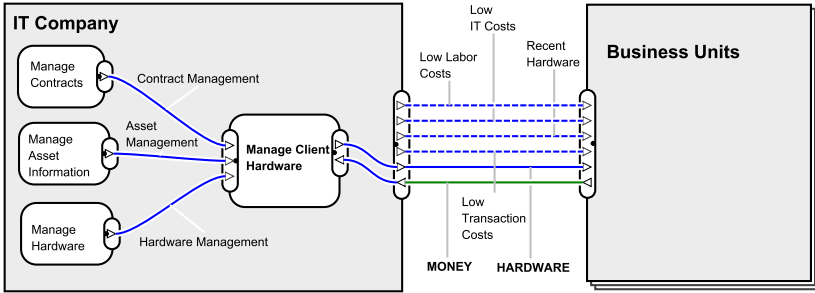 IT Company
Manage
Contracts
Contract Management
Manage
Asset
Information
Asset
Management
Manage Client
Hardware
Manage
Hardware
Hardware Management
Low
IT Costs
Low Labor
Costs
Recent
Hardware
Low
Transaction
Costs
MONEY
HARDWARE
Business Units